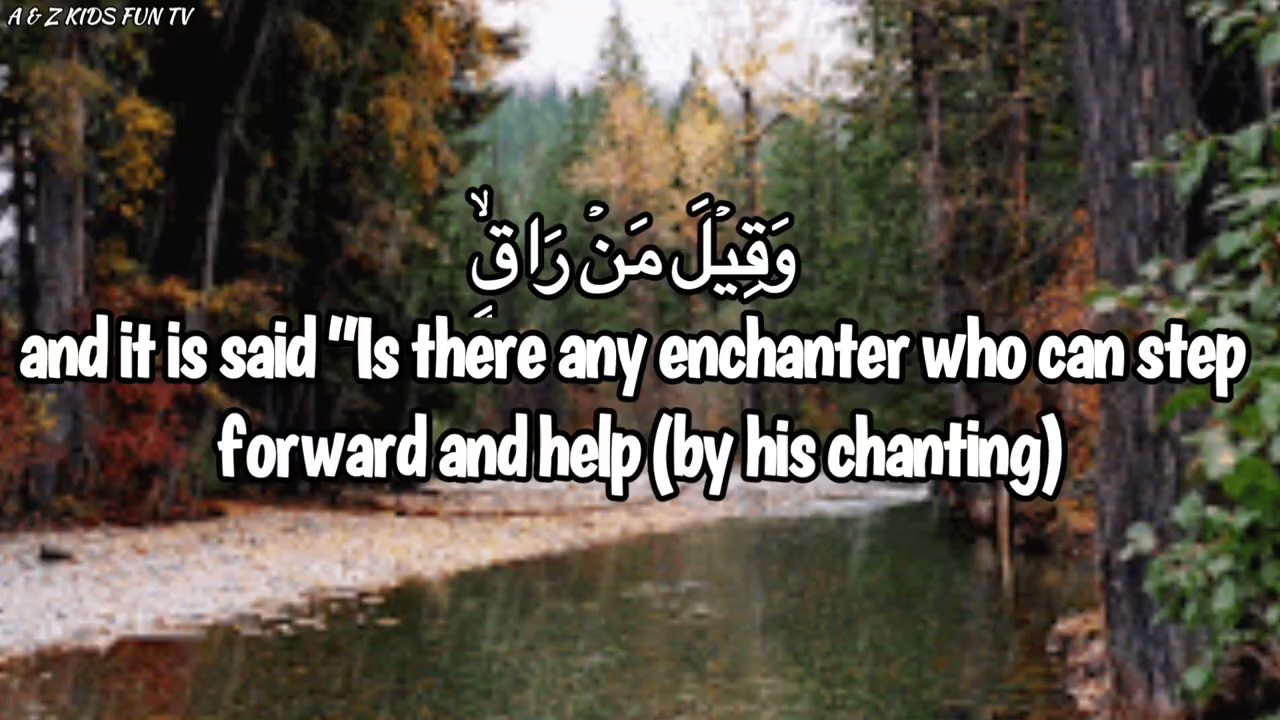 A & Z KIDS FUN TV
وَقِيۡلَ مَنۡ رَاقٍۙ
and it is said "Is there any enchanter who can step
forward and help (by his chanting)